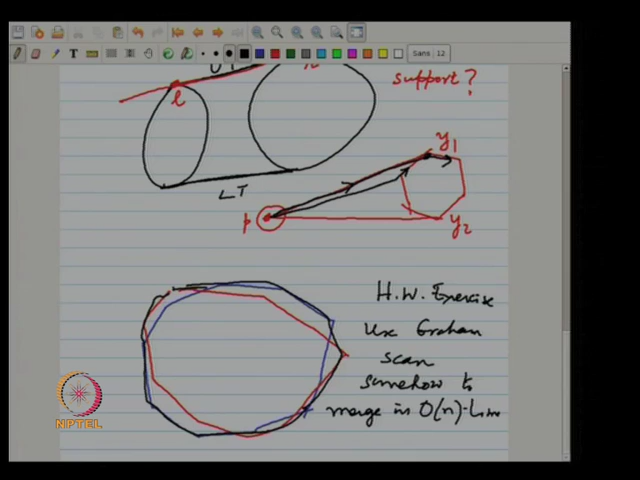 Sans 12
support?
l
LT
y1
p
y2
H.W. Exercise
Use Graham
scan
somehow to
merge in O(n)-time
NPTEL